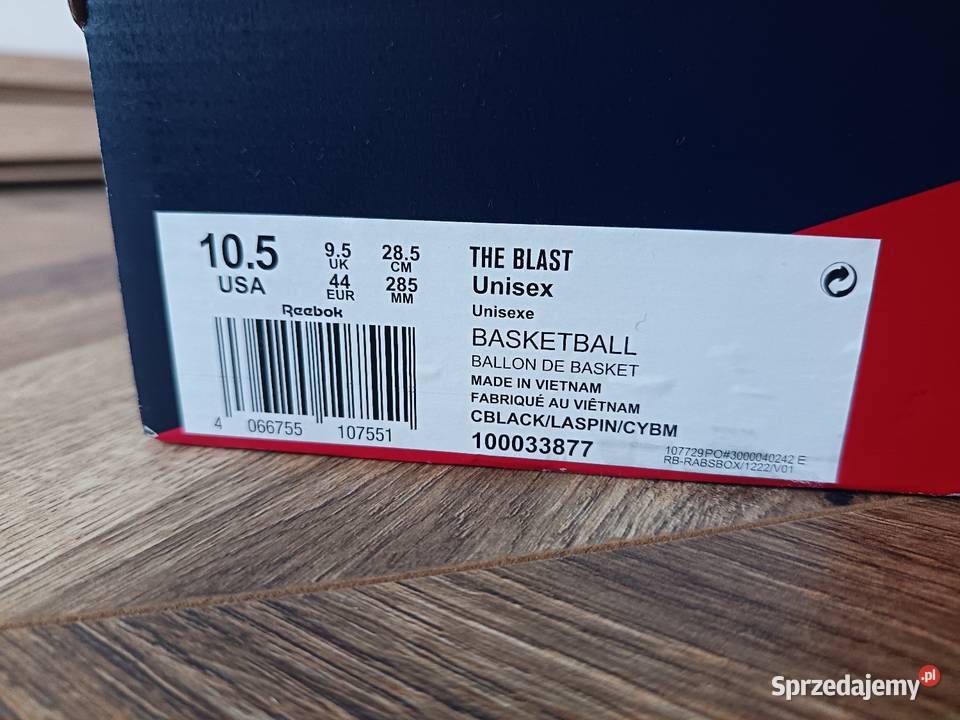 10.5
USA
9.5
UK
44
EUR
28.5
CM
285
MM
Reebok
4 066755 107551
THE BLAST
Unisex
Unisexe
BASKETBALL
BALLON DE BASKET
MADE IN VIETNAM
FABRIQUÉ AU VIÊTNAM
CBLACK/LASPIN/CYBM
100033877
107729PO#3000040242 E
RB-RABSBOX/1222/V01
Sprzedajemy.pl